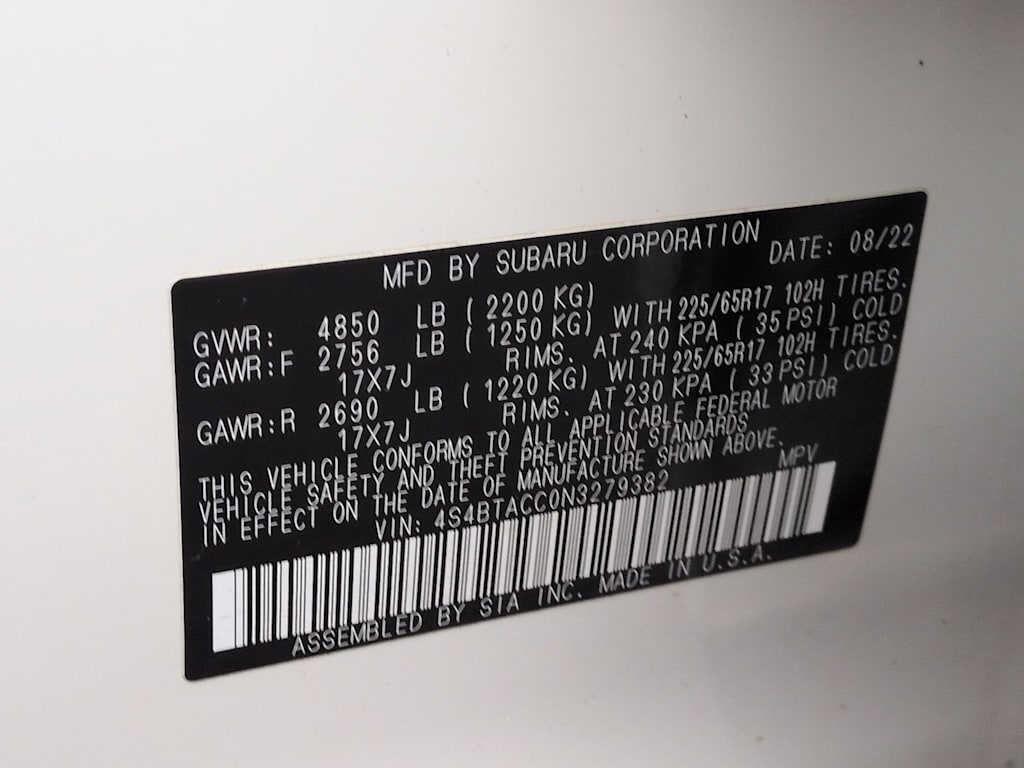 MFD BY SUBARU CORPORATION DATE: 08/22
GVWR: 4850 LB ( 2200 KG)
GAWR:F 2756 LB ( 1250 KG) WITH 225/65R17 102H TIRES.
17X7J RIMS. AT 240 KPA ( 35 PSI) COLD
GAWR:R 2690 LB ( 1220 KG) WITH 225/65R17 102H TIRES.
17X7J RIMS. AT 230 KPA ( 33 PSI) COLD
THIS VEHICLE CONFORMS TO ALL APPLICABLE FEDERAL MOTOR
VEHICLE SAFETY AND THEFT PREVENTION STANDARDS
IN EFFECT ON THE DATE OF MANUFACTURE SHOWN ABOVE.
VIN: 4S4BTACC0N3279382 MPV
ASSEMBLED BY SIA INC. MADE IN U.S.A.